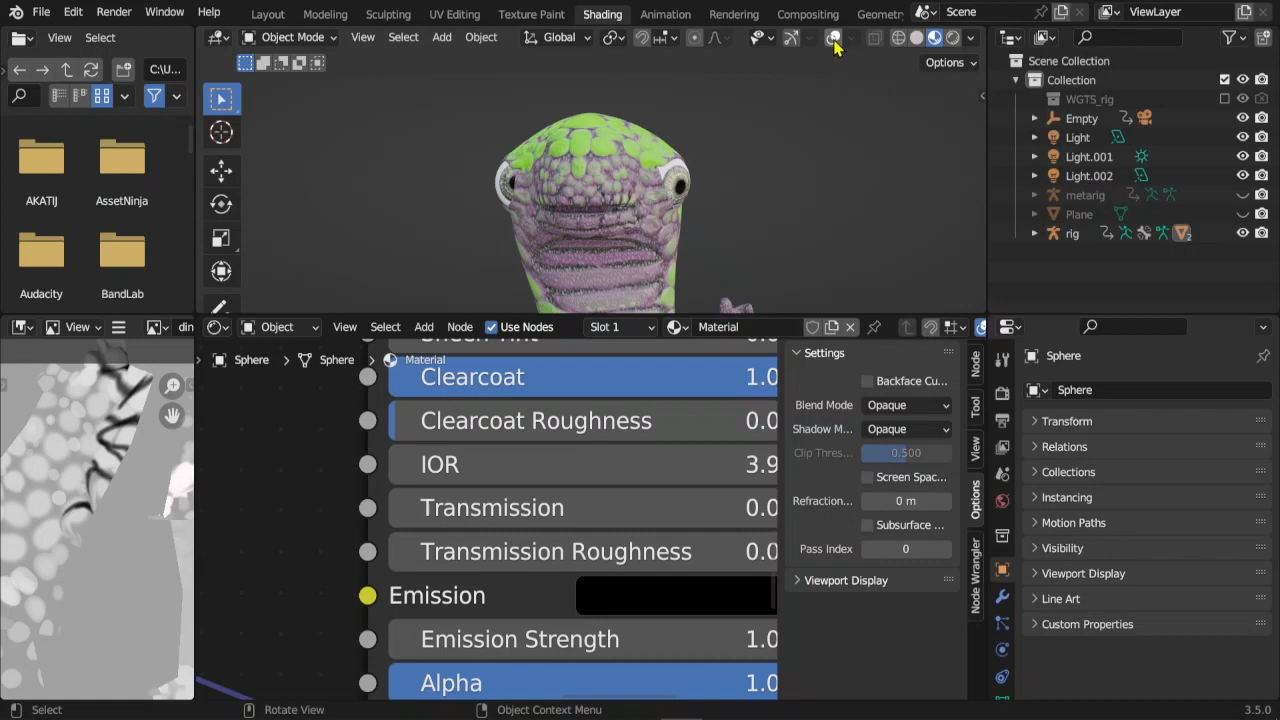 File Edit Render Window Help Layout Modeling Sculpting UV Editing Texture Paint Shading Animation Rendering Compositing Geometry Scene ViewLayer
View Select
Object Mode View Select Add Object Global
C:\U...
Options
AKATIJ AssetNinja
Audacity BandLab
Scene Collection
Collection
WGTS_rig
Empty
Light
Light.001
Light.002
metarig
Plane
rig
2
View din
Object View Select Add Node Use Nodes Slot 1 Material
Sphere Sphere Material
Sheen Tint 0.0
Clearcoat 1.0
Clearcoat Roughness 0.0
IOR 3.9
Transmission 0.0
Transmission Roughness 0.0
Emission
Emission Strength 1.0
Alpha 1.0
Settings
Backface Cu...
Blend Mode Opaque
Shadow M... Opaque
Clip Thres... 0.500
Screen Spac...
Refraction... 0 m
Subsurface ...
Pass Index 0
Viewport Display
Node
Tool
View
Options
Node Wrangler
Sphere
Sphere
Transform
Relations
Collections
Instancing
Motion Paths
Visibility
Viewport Display
Line Art
Custom Properties
Select Rotate View Object Context Menu 3.5.0